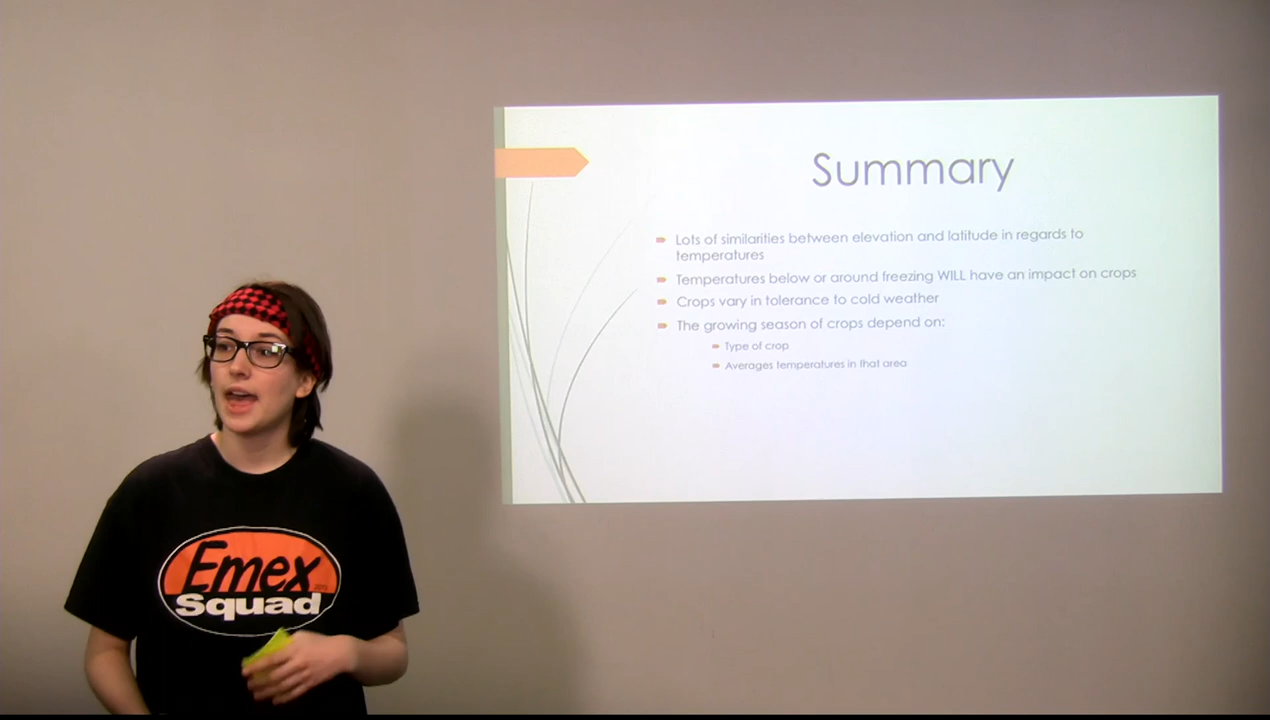 Summary
Lots of similarities between elevation and latitude in regards to
temperatures
Temperatures below or around freezing WILL have an impact on crops
Crops vary in tolerance to cold weather
The growing season of crops depend on:
Type of crop
Averages temperatures in that area
Emex
Squad